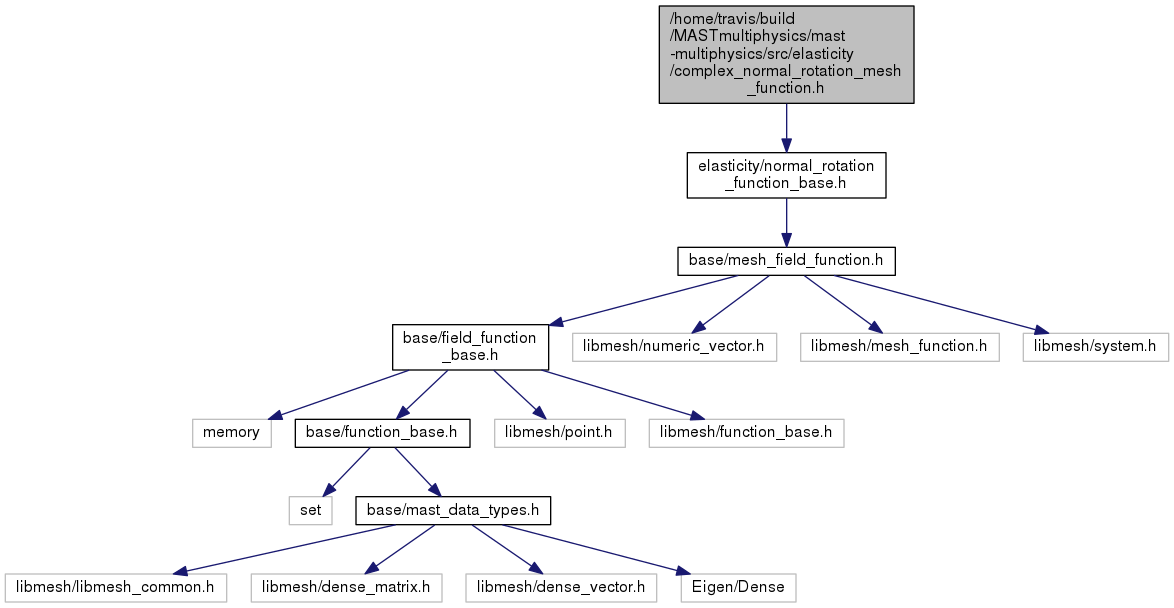 /home/travis/build
/MASTmultiphysics/mast
-multiphysics/src/elasticity
/complex_normal_rotation_mesh
_function.h
elasticity/normal_rotation
_function_base.h
base/mesh_field_function.h
base/field_function
_base.h
libmesh/numeric_vector.h
libmesh/mesh_function.h
libmesh/system.h
memory
base/function_base.h
libmesh/point.h
libmesh/function_base.h
set
base/mast_data_types.h
libmesh/libmesh_common.h
libmesh/dense_matrix.h
libmesh/dense_vector.h
Eigen/Dense